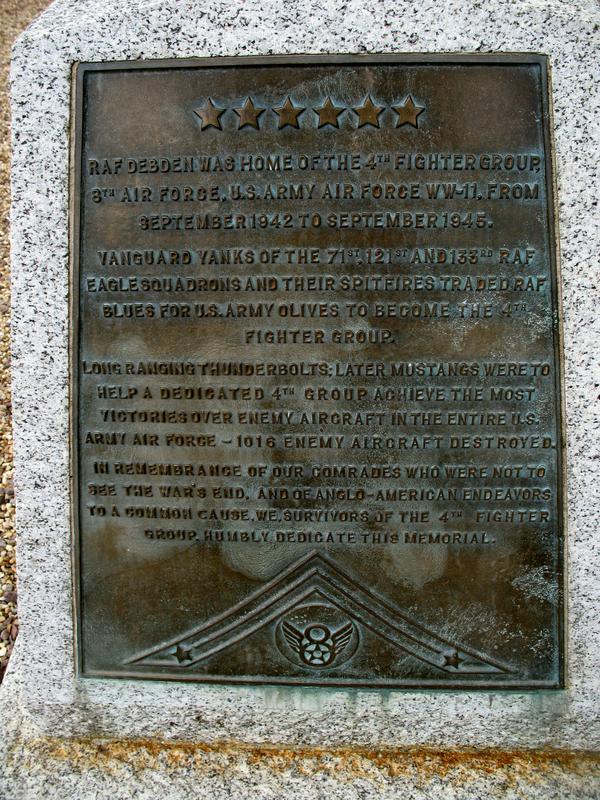 RAF DEBDEN WAS HOME OF THE 4TH FIGHTER GROUP,
8TH AIR FORCE, U.S. ARMY AIR FORCE WW-11, FROM
SEPTEMBER 1942 TO SEPTEMBER 1945.
VANGUARD YANKS OF THE 71ST, 121ST AND 133RD RAF
EAGLE SQUADRONS AND THEIR SPITFIRES TRADED RAF
BLUES FOR U.S. ARMY OLIVES TO BECOME THE 4TH
FIGHTER GROUP.
LONG RANGING THUNDERBOLTS; LATER MUSTANGS WERE TO
HELP A DEDICATED 4TH GROUP ACHIEVE THE MOST
VICTORIES OVER ENEMY AIRCRAFT IN THE ENTIRE U.S.
ARMY AIR FORCE - 1016 ENEMY AIRCRAFT DESTROYED.
IN REMEMBRANCE OF OUR COMRADES WHO WERE NOT TO
SEE THE WAR'S END, AND OF ANGLO-AMERICAN ENDEAVORS
TO A COMMON CAUSE, WE, SURVIVORS OF THE 4TH FIGHTER
GROUP, HUMBLY DEDICATE THIS MEMORIAL.
8